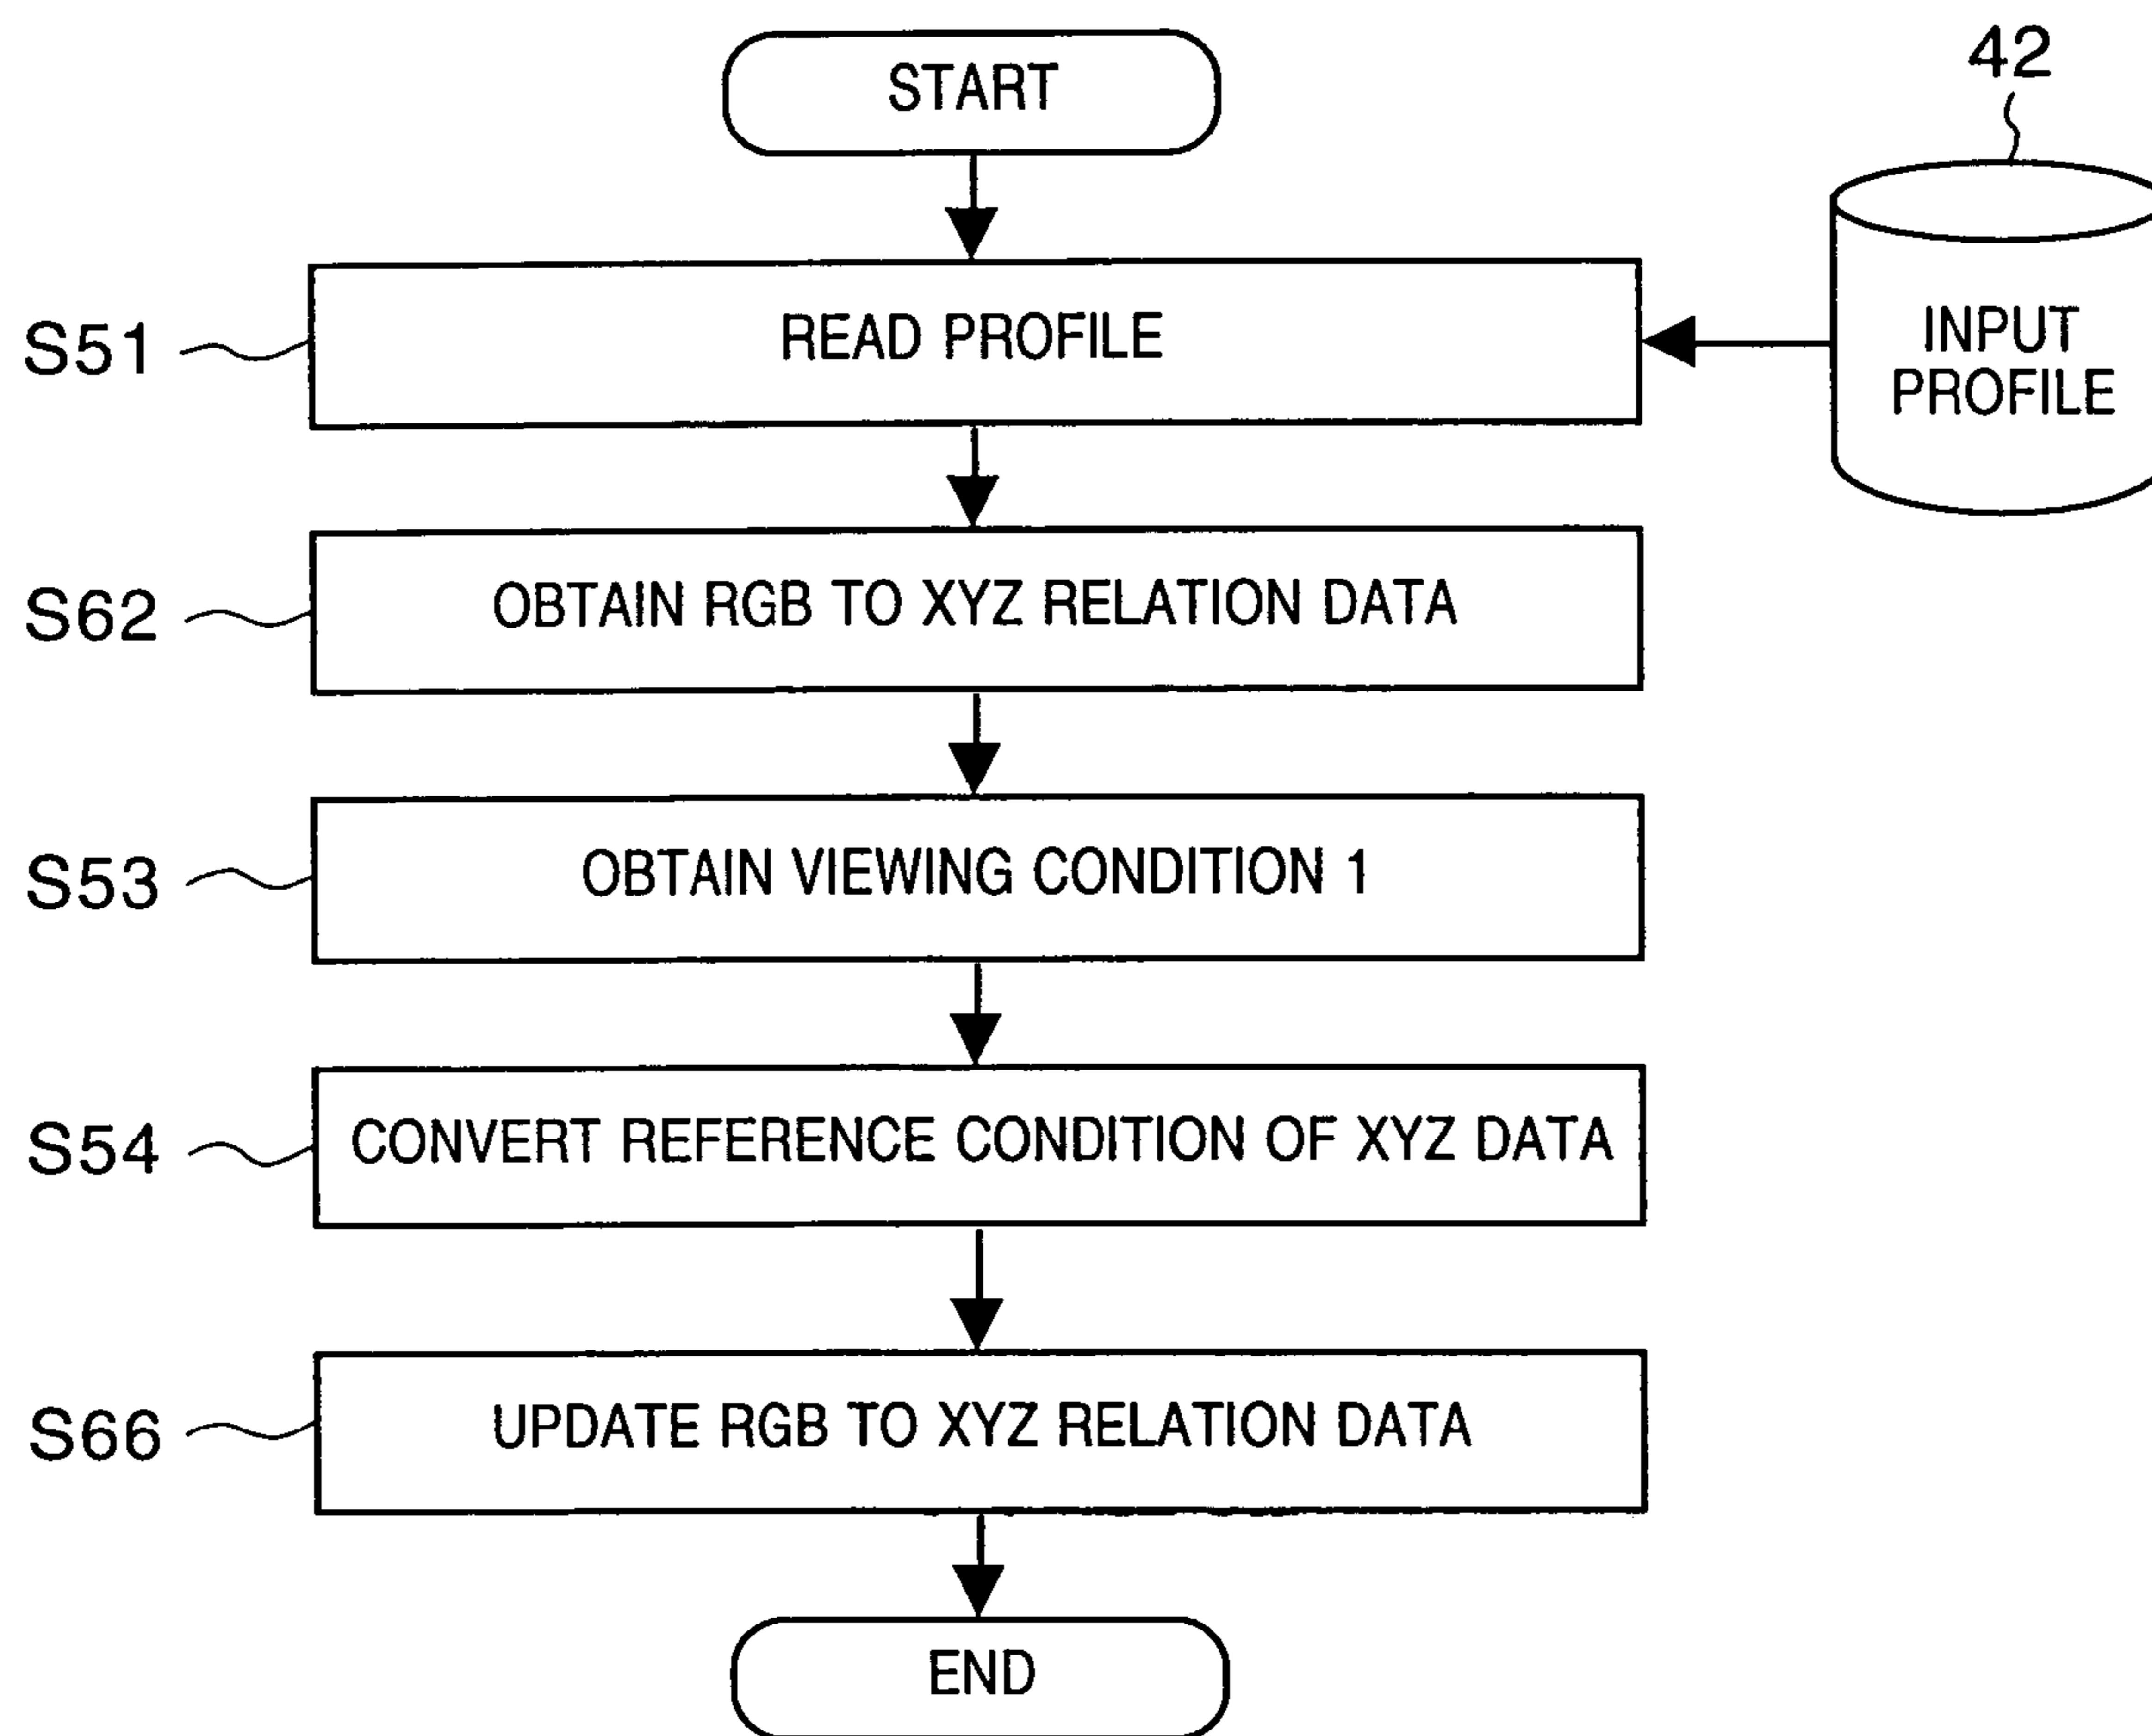 START
42
INPUT
PROFILE
S51
READ PROFILE
S62
OBTAIN RGB TO XYZ RELATION DATA
S53
OBTAIN VIEWING CONDITION 1
S54
CONVERT REFERENCE CONDITION OF XYZ DATA
S66
UPDATE RGB TO XYZ RELATION DATA
END